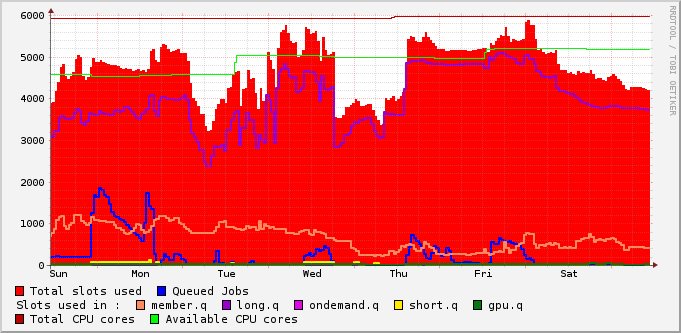 6000
5000
4000
3000
2000
1000
0
Sun Mon Tue Wed Thu Fri Sat
Total slots used Queued Jobs
Slots used in : member.q long.q ondemand.q short.q gpu.q
Total CPU cores Available CPU cores
RRDTOOL / TOBI OETIKER